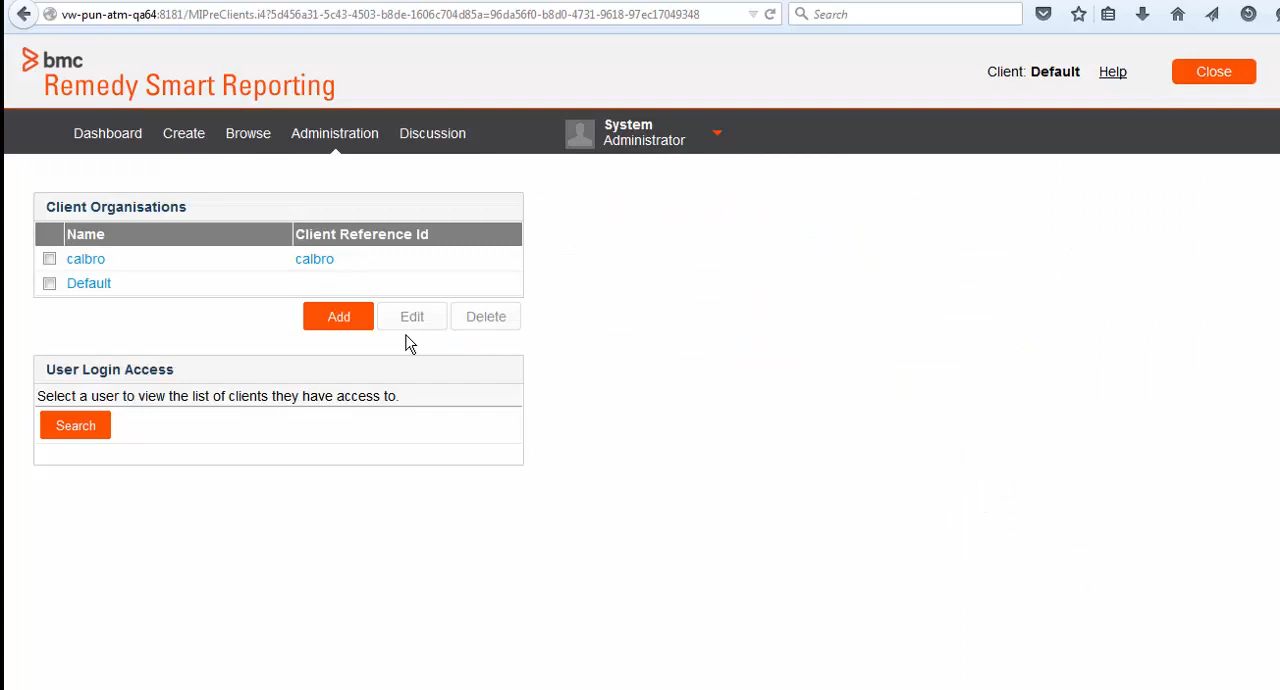 vw-pun-atm-qa64:8181/MIPreClients.i4?5d456a31-5c43-4503-b8de-1606c704d85a=96da56f0-b8d0-4731-9618-97ec17049348
Search
bmc
Remedy Smart Reporting
Client: Default
Help
Close
Dashboard
Create
Browse
Administration
Discussion
System
Administrator
Client Organisations
Name
Client Reference Id
calbro
calbro
Default
Add
Edit
Delete
User Login Access
Select a user to view the list of clients they have access to.
Search